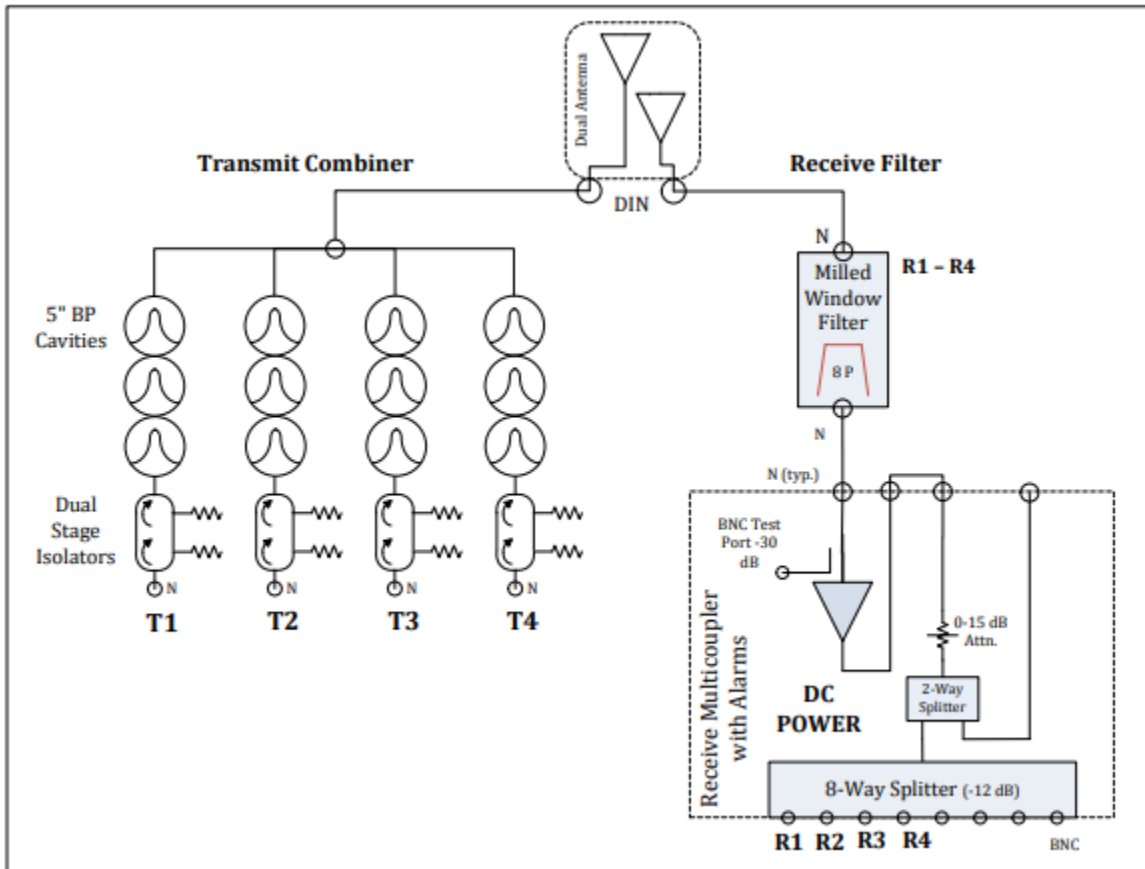 Dual Antenna
Transmit Combiner
Receive Filter
DIN
N
R1 – R4
Milled
Window
Filter
8 P
N
5" BP
Cavities
Dual
Stage
Isolators
N
N
N
N
T1
T2
T3
T4
N (typ.)
BNC Test
Port -30
dB
0-15 dB
Attn.
2-Way
Splitter
DC
POWER
Receive Multicoupler
with Alarms
8-Way Splitter (-12 dB)
R1
R2
R3
R4
BNC